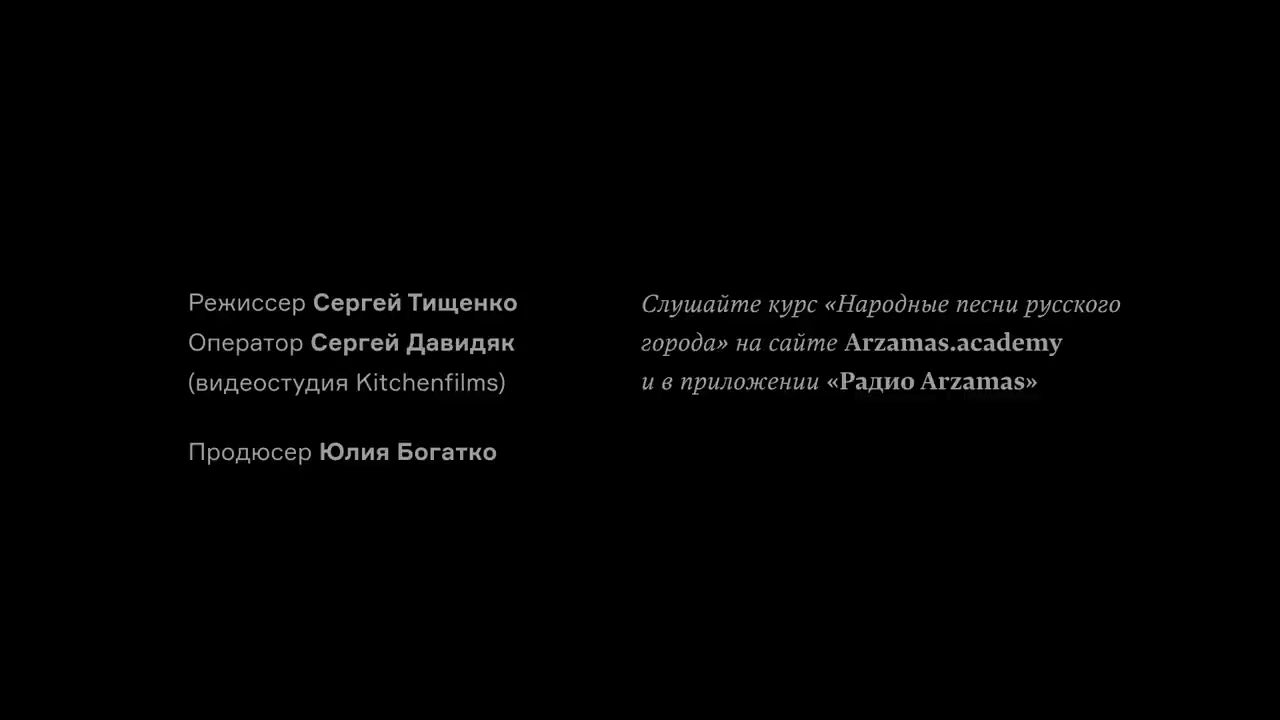 Режиссер Сергей Тищенко
Оператор Сергей Давидяк
(видеостудия Kitchenfilms)
Продюсер Юлия Богатко
Слушайте курс «Народные песни русского
города» на сайте Arzamas.academy
и в приложении «Радио Arzamas»